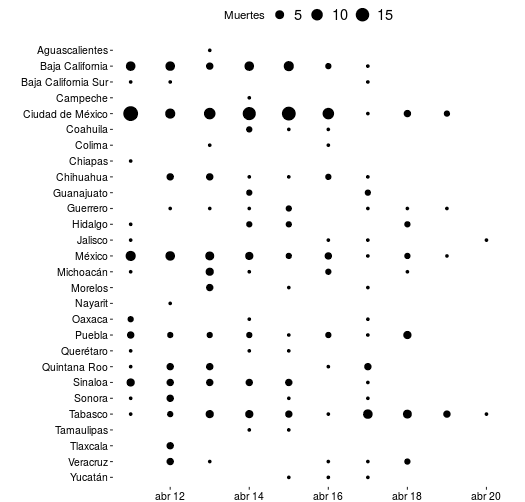 Muertes 5 10 15
Aguascalientes
Baja California
Baja California Sur
Campeche
Ciudad de México
Coahuila
Colima
Chiapas
Chihuahua
Guanajuato
Guerrero
Hidalgo
Jalisco
México
Michoacán
Morelos
Nayarit
Oaxaca
Puebla
Querétaro
Quintana Roo
Sinaloa
Sonora
Tabasco
Tamaulipas
Tlaxcala
Veracruz
Yucatán
abr 12 abr 14 abr 16 abr 18 abr 20